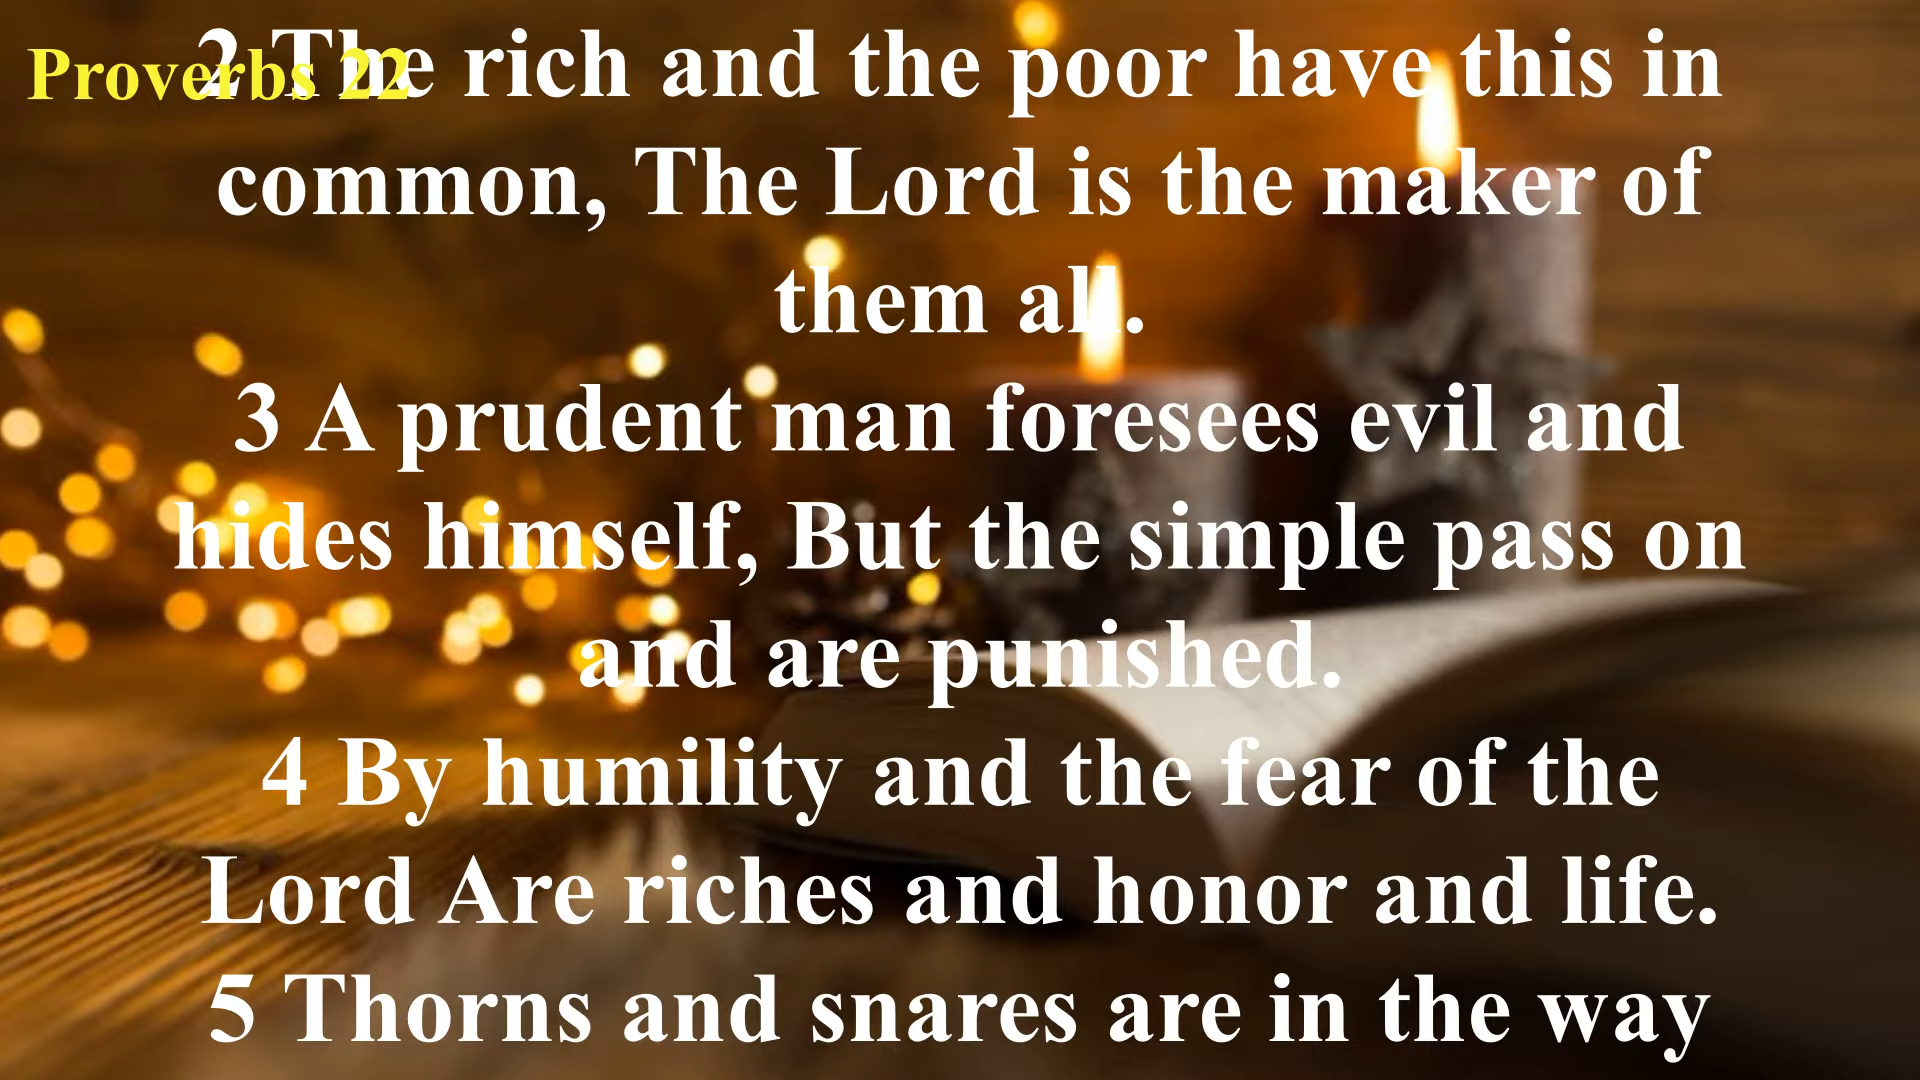 Proverbs 22
2 The rich and the poor have this in
common, The Lord is the maker of
them all.
3 A prudent man foresees evil and
hides himself, But the simple pass on
and are punished.
4 By humility and the fear of the
Lord Are riches and honor and life.
5 Thorns and snares are in the way